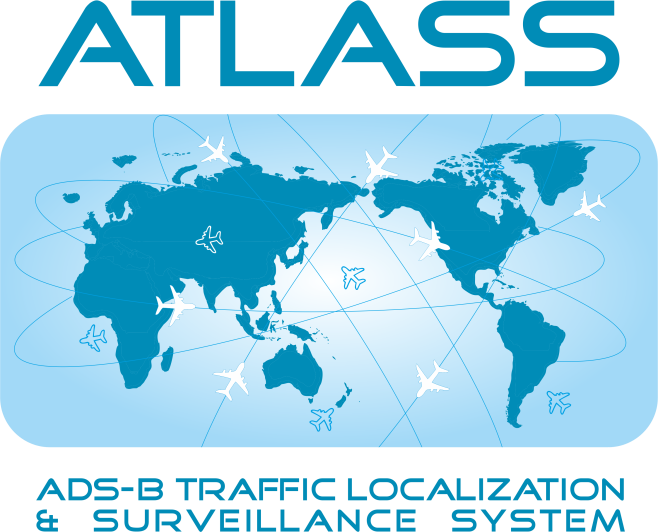 ATLASS
ADS-B TRAFFIC LOCALIZATION
& SURVEILLANCE SYSTEM